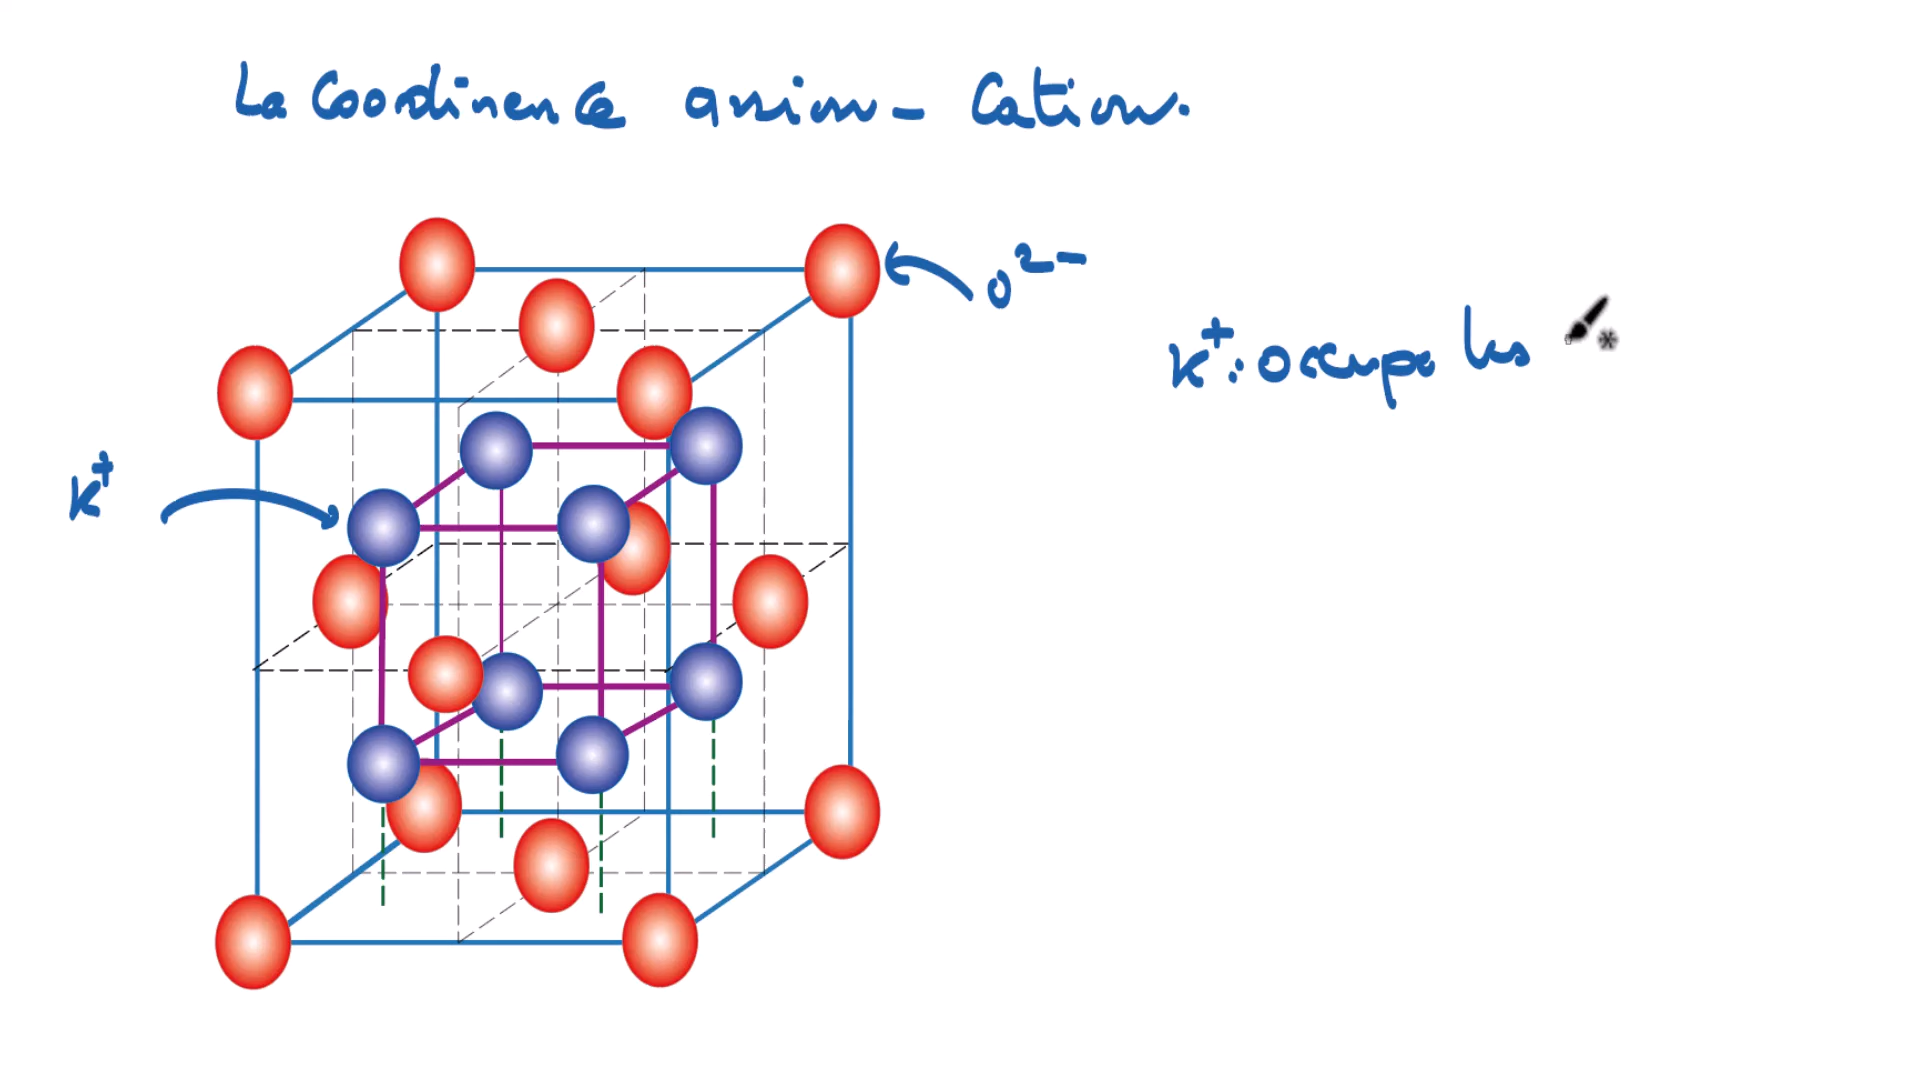 La Coordinence anion - Cation.
O²⁻
K⁺: occupe les
K⁺